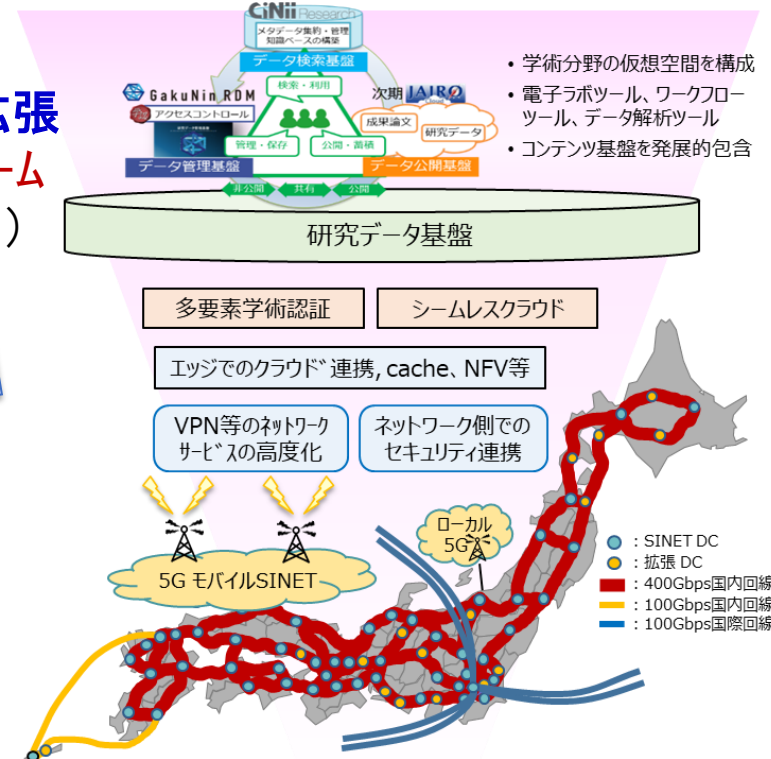 CiNii Research
メタデータ集約・管理
知識ベースの構築
データ検索基盤
検索・利用
GakuNin RDM
アクセスコントロール
管理・保存
データ管理基盤
次期 JAIRO Cloud
成果論文
研究データ
公開・蓄積
データ公開基盤
非公開
共有
公開
• 学術分野の仮想空間を構成
• 電子ラボツール、ワークフロー
ツール、データ解析ツール
• コンテンツ基盤を発展的包含
拡張
ーム
)
研究データ基盤
多要素学術認証
シームレスクラウド
エッジでのクラウド゛連携, cache、NFV等
VPN等のネットワーク
サービスの高度化
ネットワーク側での
セキュリティ連携
5G モバイルSINET
ローカル
5G
: SINET DC
: 拡張 DC
: 400Gbps国内回線
: 100Gbps国内回線
: 100Gbps国際回線